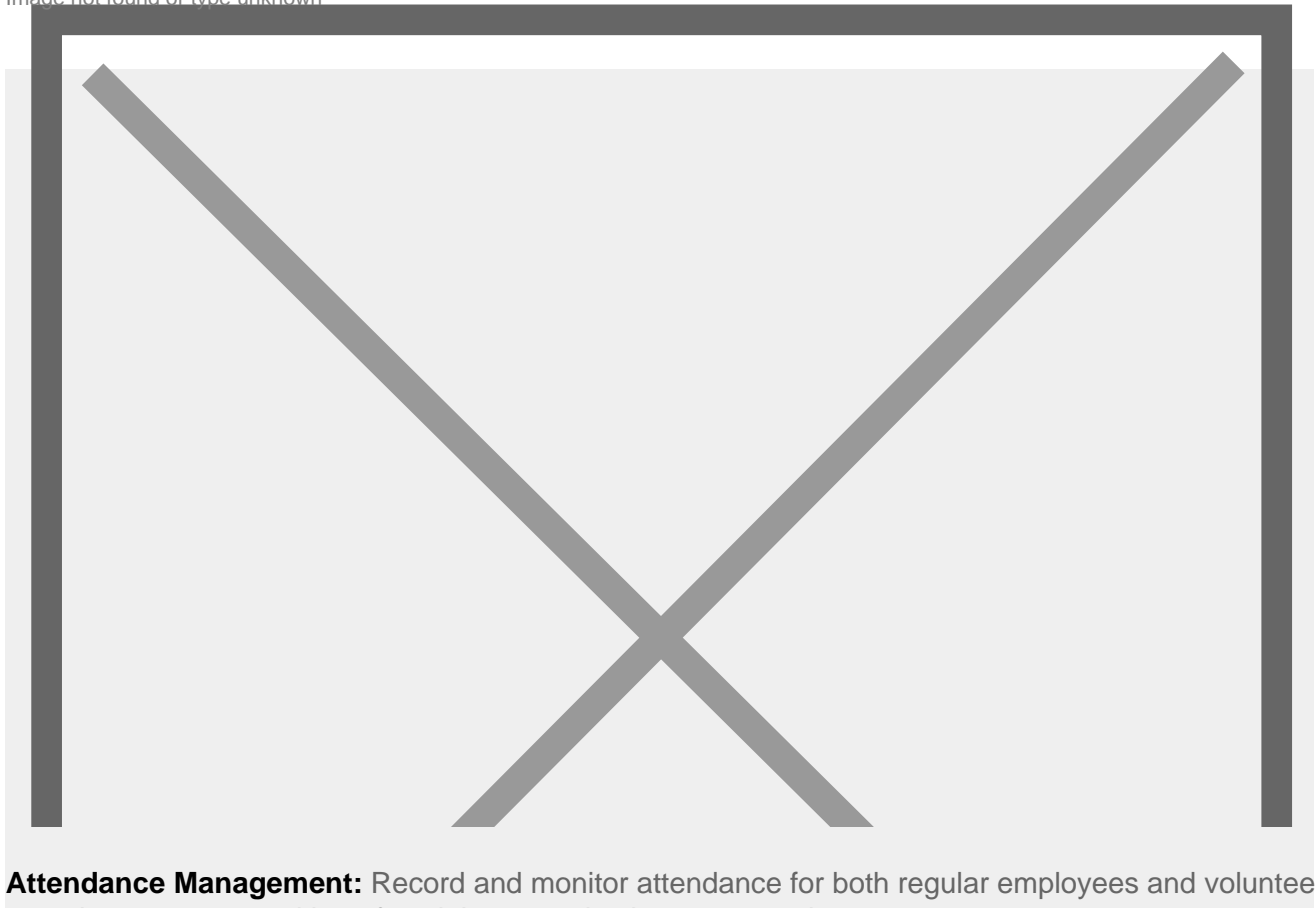 Image not found or type unknown
Attendance Management: Record and monitor attendance for both regular employees and voluntee